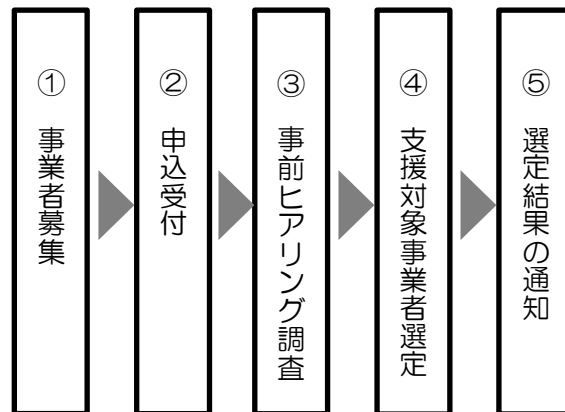 ① 事業者募集
② 申込受付
③ 事前ヒアリング調査
④ 支援対象事業者選定
⑤ 選定結果の通知